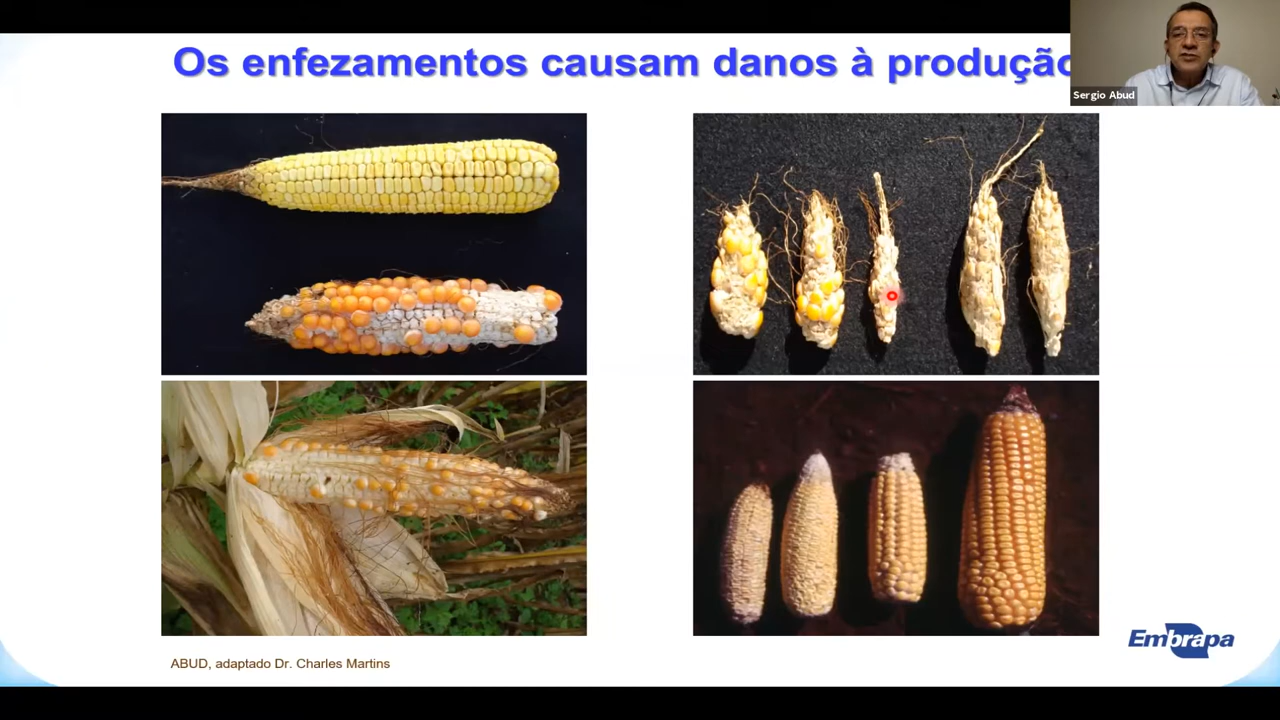 Os enfezamentos causam danos à produção
Sergio Abud
ABUD, adaptado Dr. Charles Martins
Embrapa